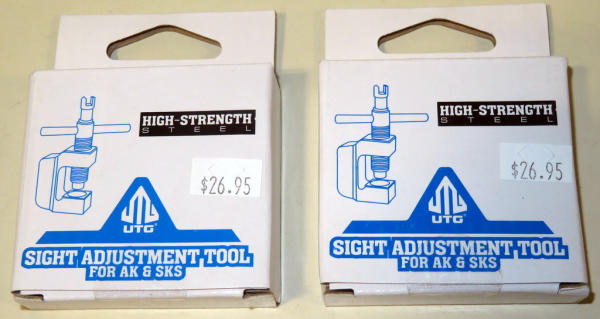 HIGH-STRENGTH
STEEL
$26.95
UTG
SIGHT ADJUSTMENT TOOL
FOR AK & SKS
HIGH-STRENGTH
STEEL
$26.95
UTG
SIGHT ADJUSTMENT TOOL
FOR AK & SKS